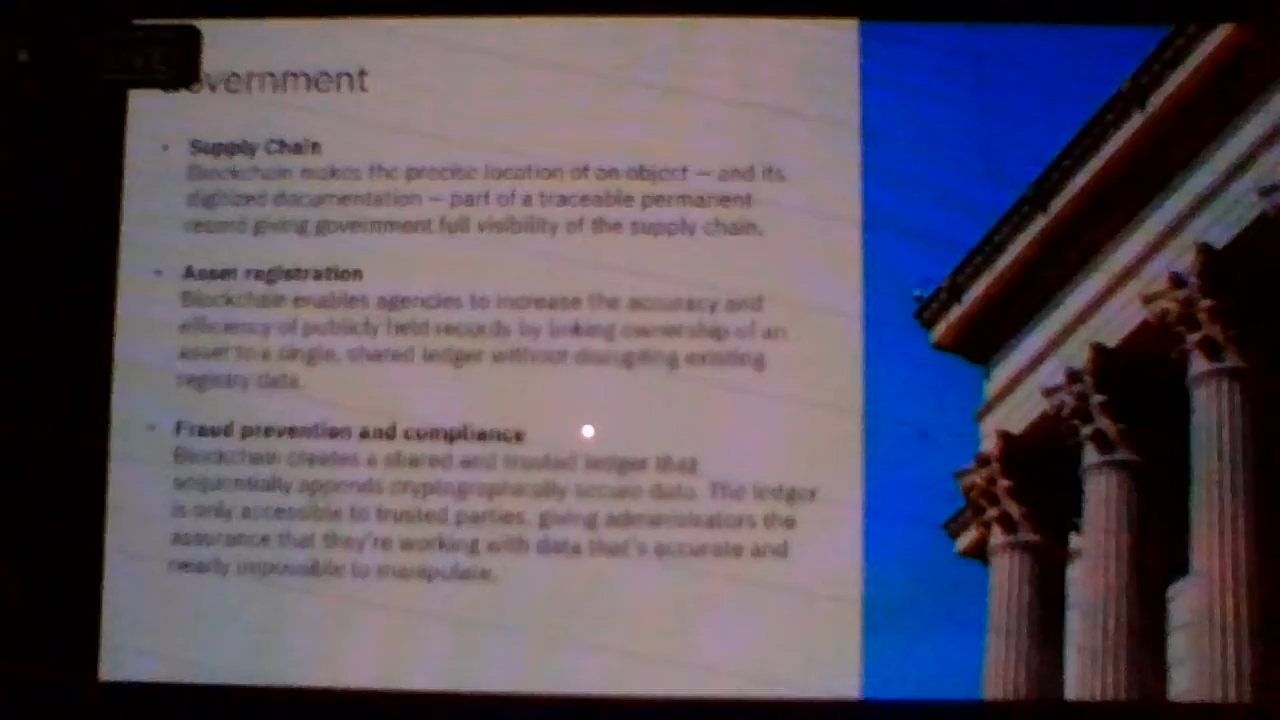 Government
• Supply Chain
Blockchain makes the precise location of an object – and its
digitized documentation – part of a traceable permanent
record giving government full visibility of the supply chain.
• Asset registration
Blockchain enables agencies to increase the accuracy and
efficiency of publicly held records by linking ownership of an
asset to a single, shared ledger without disrupting existing
registry data.
• Fraud prevention and compliance
Blockchain creates a shared and trusted ledger that
sequentially appends cryptographically secure data. The ledger
is only accessible to trusted parties, giving administrators the
assurance that they're working with data that's accurate and
nearly impossible to manipulate.